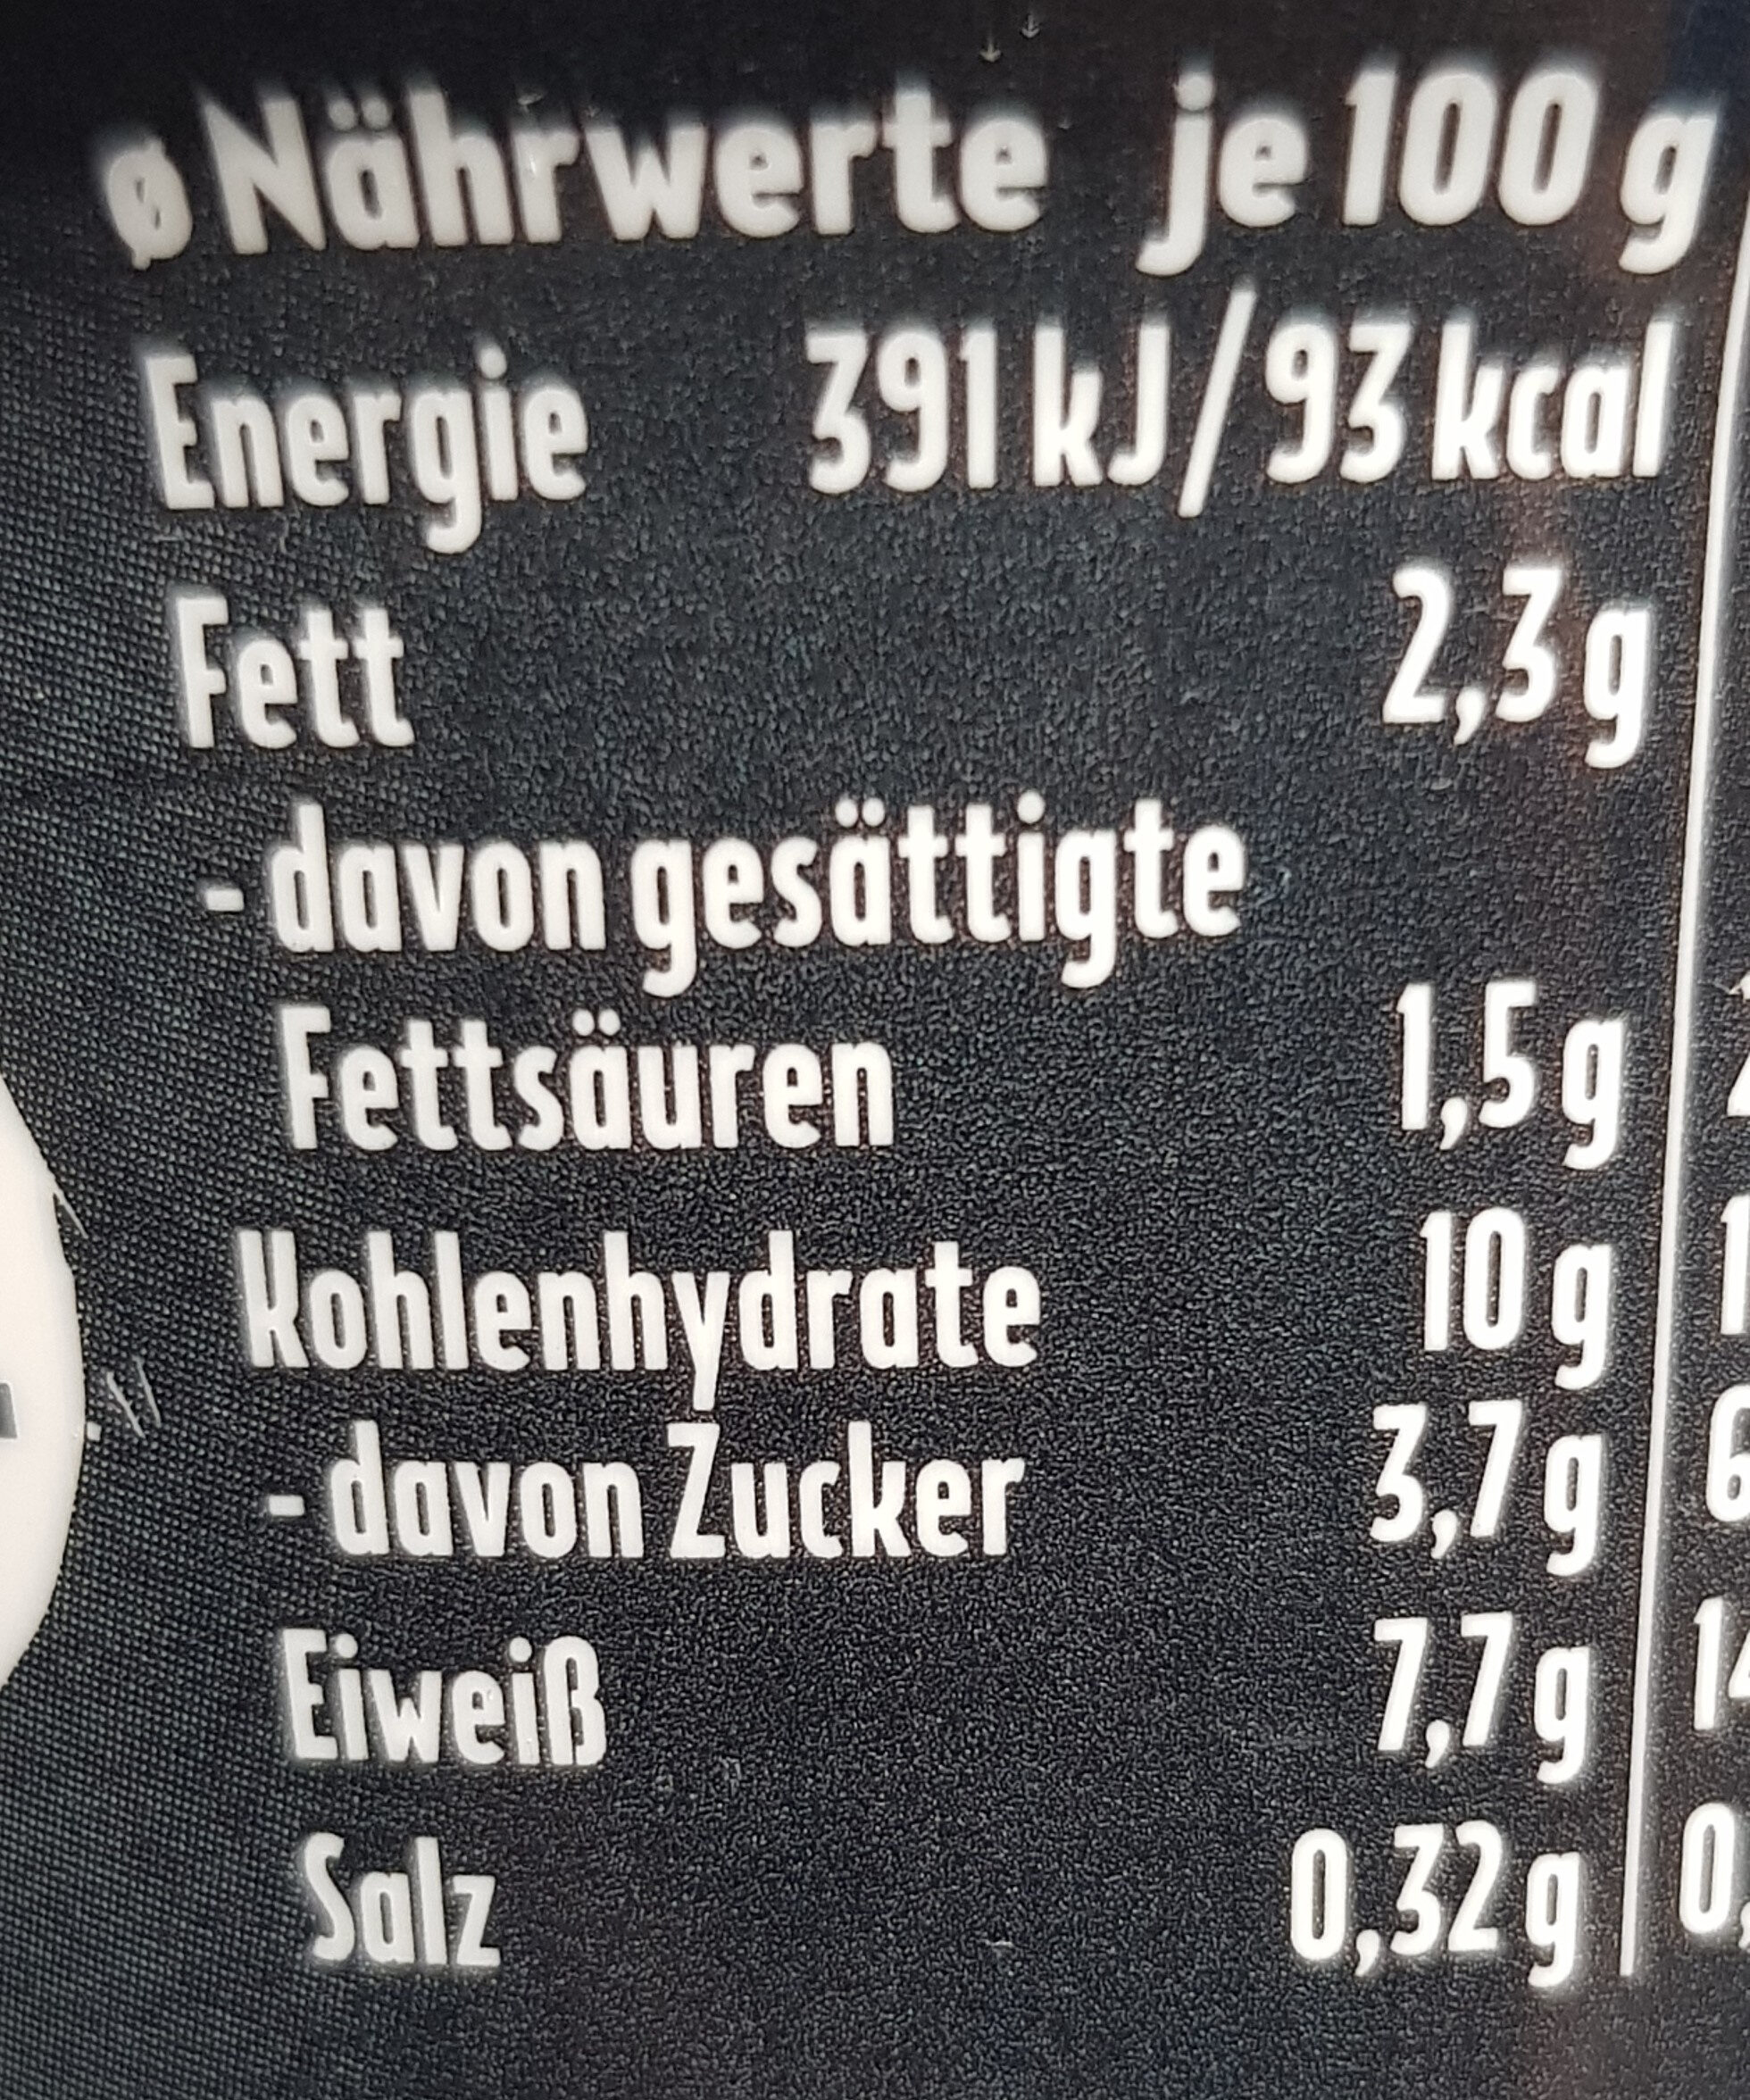 ø Nährwerte je 100 g
Energie 391 kJ/93 kcal
Fett 2,3 g
- davon gesättigte
Fettsäuren 1,5 g
Kohlenhydrate 10 g
- davon Zucker 3,7 g
Eiweiß 7,7 g
Salz 0,32 g